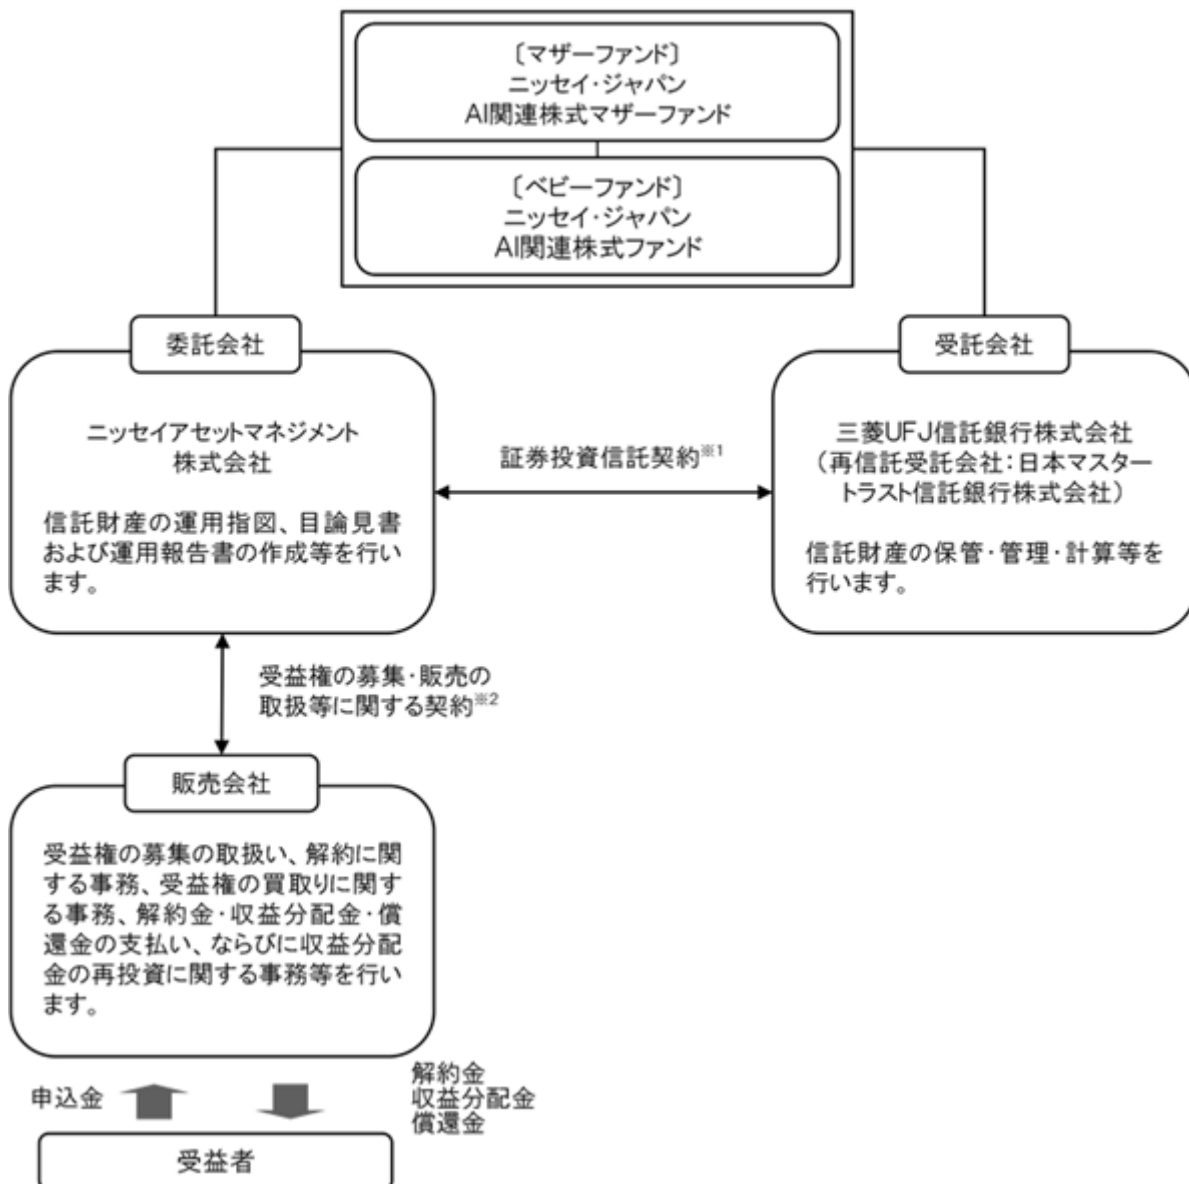 〔マザーファンド〕
ニッセイ・ジャパン
AI関連株式マザーファンド
〔ベビーファンド〕
ニッセイ・ジャパン
AI関連株式ファンド
委託会社
ニッセイアセットマネジメント
株式会社
信託財産の運用指図、目論見書
および運用報告書の作成等を行い
ます。
証券投資信託契約※1
受託会社
三菱UFJ信託銀行株式会社
（再信託受託会社：日本マスター
トラスト信託銀行株式会社）
信託財産の保管・管理・計算等を
行います。
受益権の募集・販売の
取扱等に関する契約※2
販売会社
受益権の募集の取扱い、解約に関
する事務、受益権の買取りに関す
る事務、解約金・収益分配金・償
還金の支払い、ならびに収益分配
金の再投資に関する事務等を行い
ます。
申込金
解約金
収益分配金
償還金
受益者